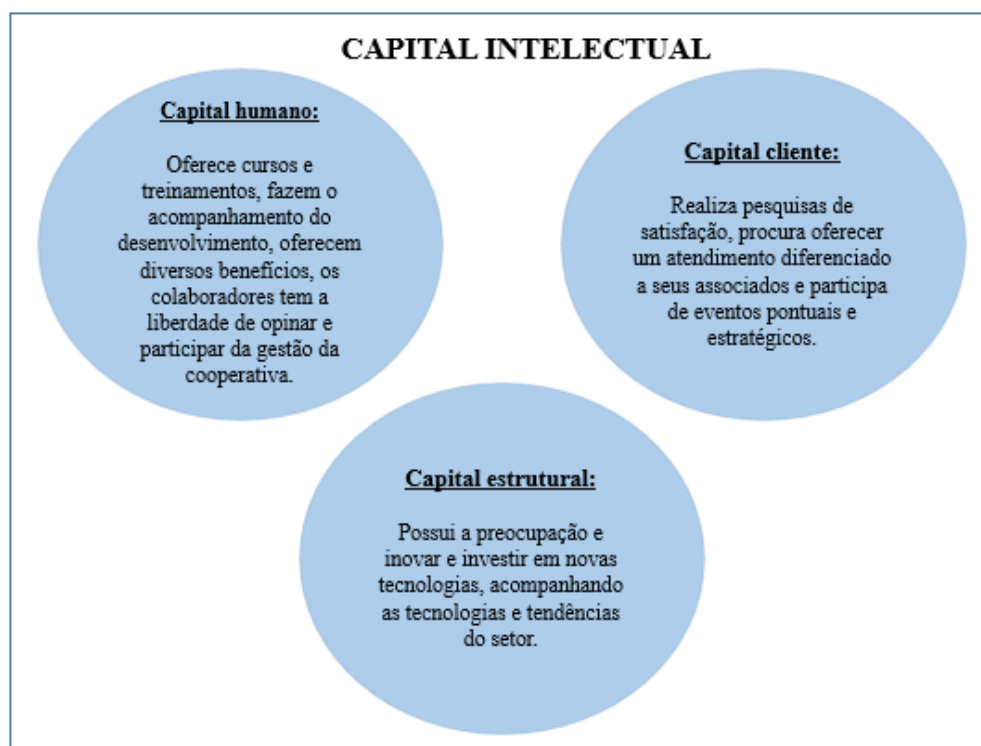 CAPITAL INTELECTUAL
Capital humano:
Oferece cursos e
treinamentos, fazem o
acompanhamento do
desenvolvimento, oferecem
diversos benefícios, os
colaboradores tem a
liberdade de opinar e
participar da gestão da
cooperativa.
Capital cliente:
Realiza pesquisas de
satisfação, procura oferecer
um atendimento diferenciado
a seus associados e participa
de eventos pontuais e
estratégicos.
Capital estrutural:
Possui a preocupação e
inovar e investir em novas
tecnologias, acompanhando
as tecnologias e tendências
do setor.